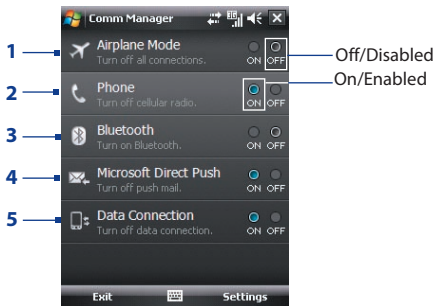 Comm Manager
1 Airplane Mode
Turn off all connections.
ON OFF
Off/Disabled
On/Enabled
2 Phone
Turn off cellular radio.
ON OFF
3 Bluetooth
Turn on Bluetooth.
ON OFF
4 Microsoft Direct Push
Turn off push mail.
ON OFF
5 Data Connection
Turn off data connection.
ON OFF
Exit Settings